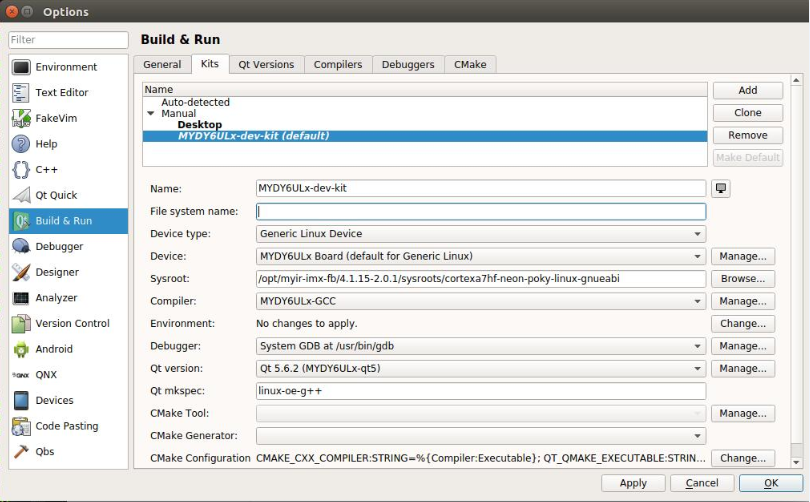 Options
Filter
Build & Run
Environment
Text Editor
FakeVim
Help
C++
Qt Quick
Build & Run
Debugger
Designer
Analyzer
Version Control
Android
QNX
Devices
Code Pasting
Qbs
General Kits Qt Versions Compilers Debuggers CMake
Name
Auto-detected
Manual
Desktop
MYDY6ULx-dev-kit (default)
Add
Clone
Remove
Make Default
Name: MYDY6ULx-dev-kit
File system name:
Device type: Generic Linux Device
Device: MYDY6ULx Board (default for Generic Linux) Manage...
Sysroot: /opt/myir-imx-fb/4.1.15-2.0.1/sysroots/cortexa7hf-neon-poky-linux-gnueabi Browse...
Compiler: MYDY6ULx-GCC Manage...
Environment: No changes to apply. Change...
Debugger: System GDB at /usr/bin/gdb Manage...
Qt version: Qt 5.6.2 (MYDY6ULx-qt5) Manage...
Qt mkspec: linux-oe-g++
CMake Tool: Manage...
CMake Generator:
CMake Configuration CMAKE_CXX_COMPILER:STRING=%{Compiler:Executable}; QT_QMAKE_EXECUTABLE:STRIN... Change...
Apply Cancel OK